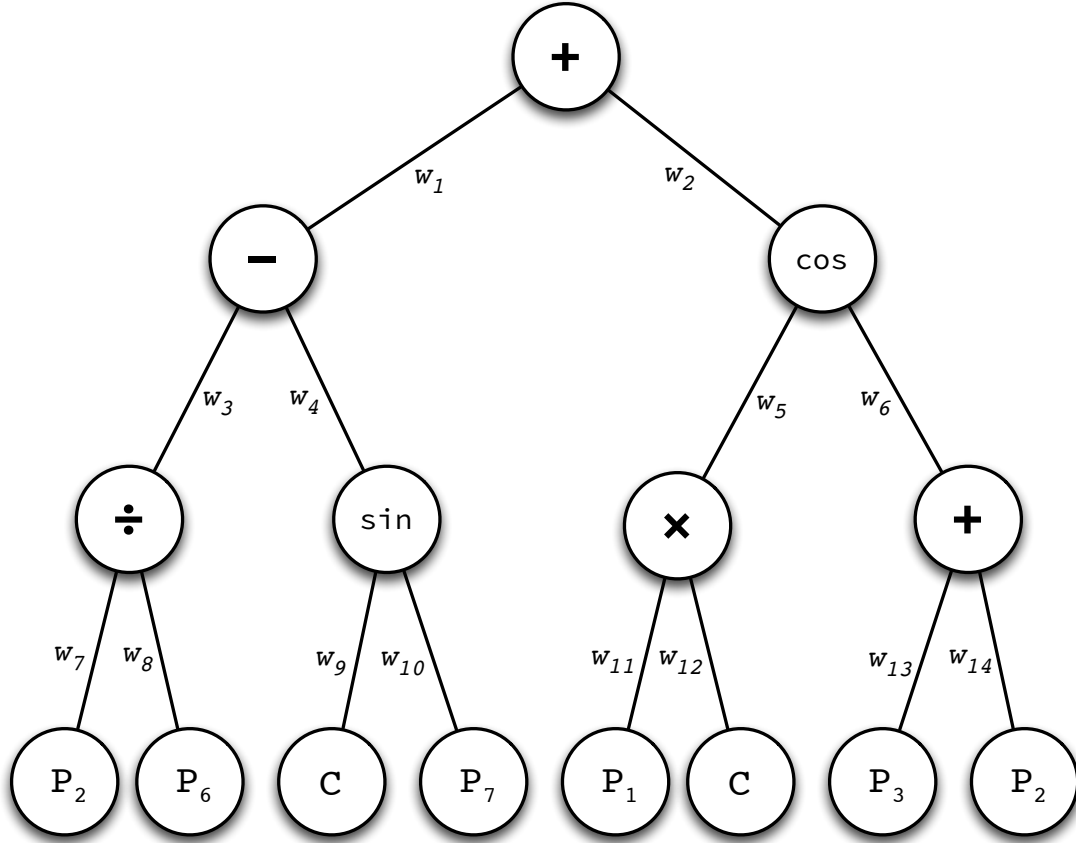 +
w₁ w₂
− cos
w₃ w₄ w₅ w₆
÷ sin × +
w₇ w₈ w₉ w₁₀ w₁₁ w₁₂ w₁₃ w₁₄
P₂ P₆ C P₇ P₁ C P₃ P₂